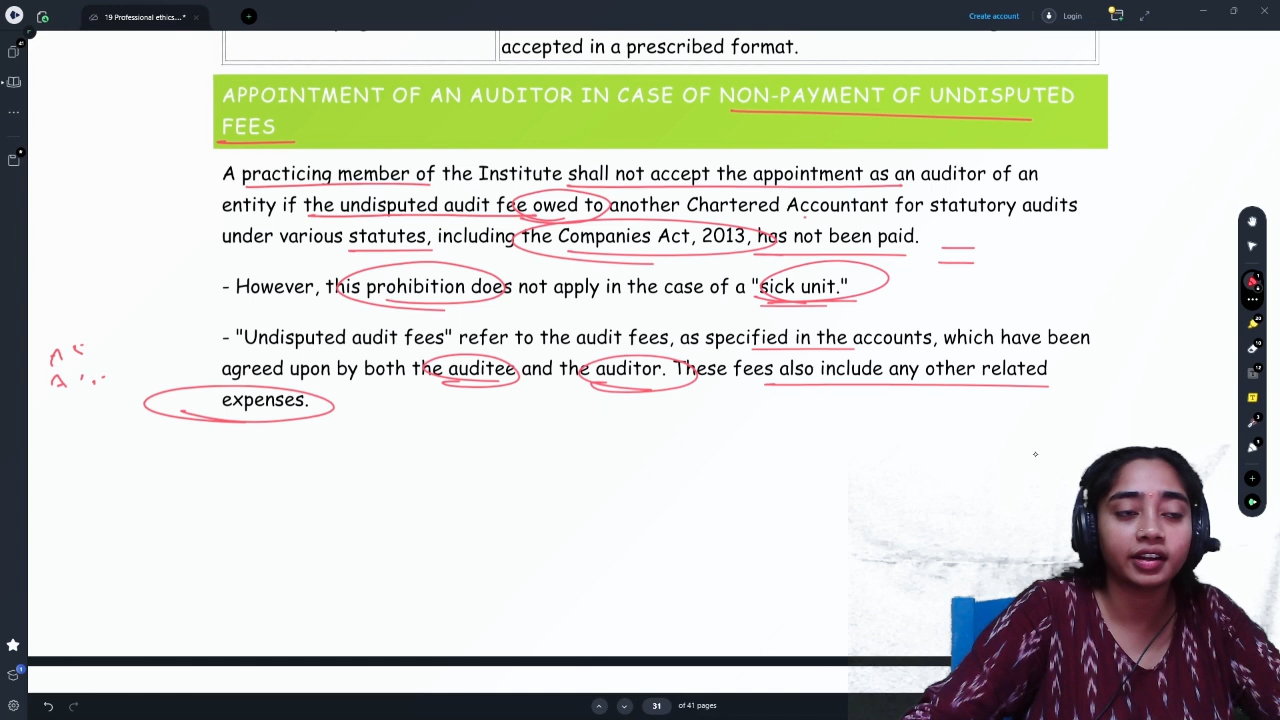 19 Professional ethics....*
Create account
Login
accepted in a prescribed format.
APPOINTMENT OF AN AUDITOR IN CASE OF NON-PAYMENT OF UNDISPUTED
FEES
A practicing member of the Institute shall not accept the appointment as an auditor of an
entity if the undisputed audit fee owed to another Chartered Accountant for statutory audits
under various statutes, including the Companies Act, 2013, has not been paid.
- However, this prohibition does not apply in the case of a "sick unit."
- "Undisputed audit fees" refer to the audit fees, as specified in the accounts, which have been
agreed upon by both the auditee and the auditor. These fees also include any other related
expenses.
31 of 41 pages